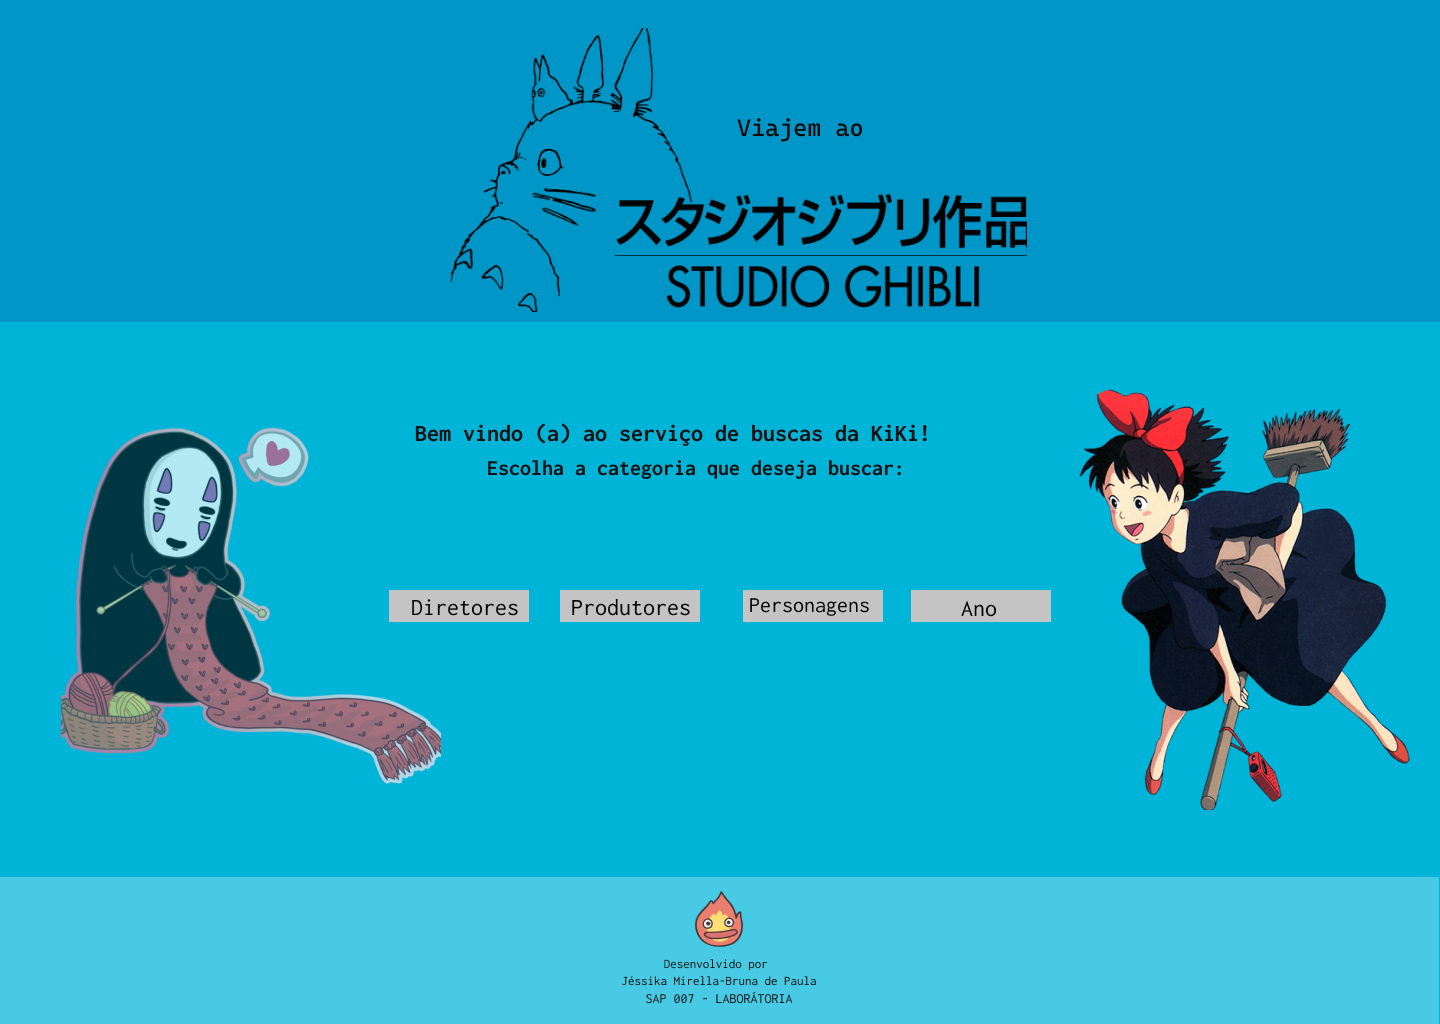 Viajem ao
スタジオジブリ作品
STUDIO GHIBLI
Bem vindo (a) ao serviço de buscas da KiKi!
Escolha a categoria que deseja buscar:
Diretores
Produtores
Personagens
Ano
Desenvolvido por
Jéssika Mirella-Bruna de Paula
SAP 007 - LABORÁTORIA